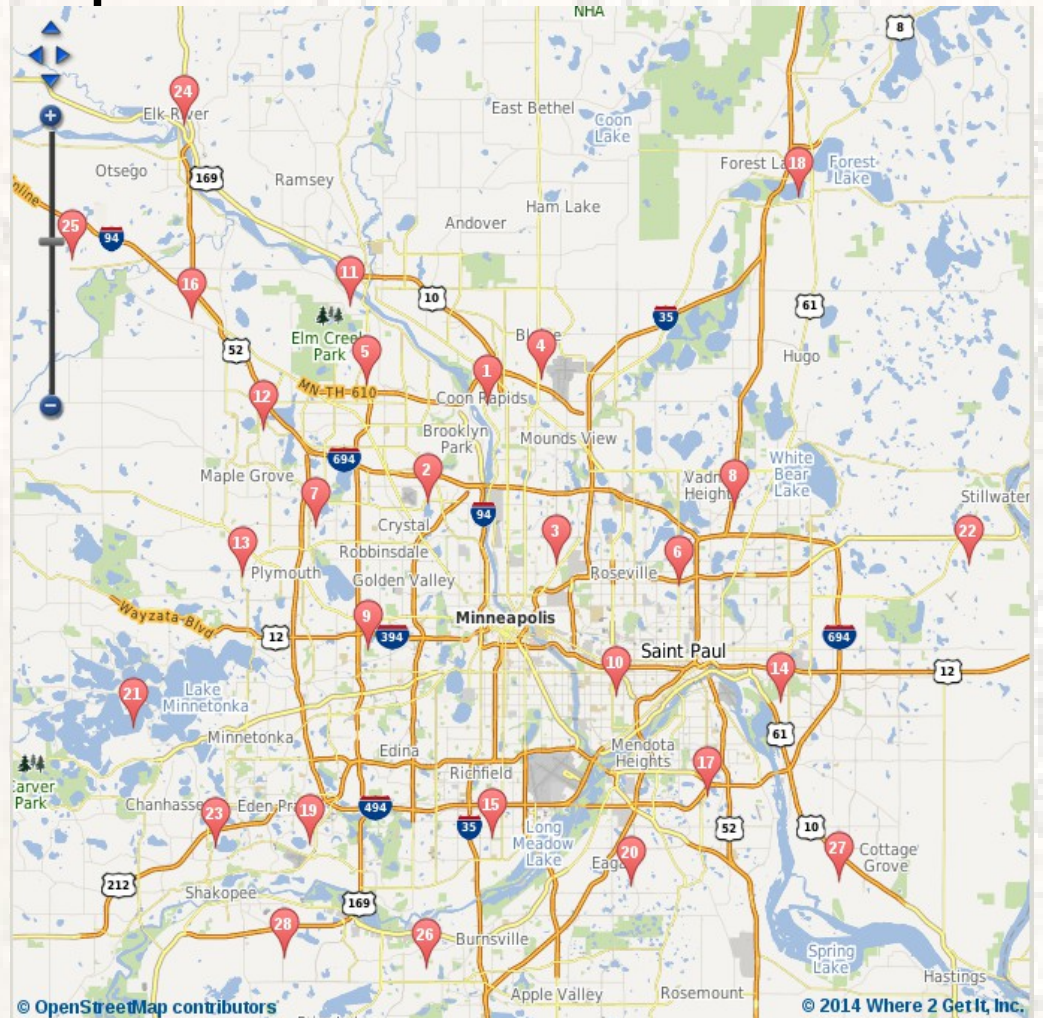 NHA
8
24
Elk River
East Bethel
Coon
Lake
Otsego
169
Ramsey
Forest La
18
Forest
Lake
inline
Ham Lake
25
94
Andover
16
11
10
35
61
52
Elm Creek
Park
5
1
4
Hugo
MN-TH-610
12
Coon Rapids
Brooklyn
Park
Mounds View
694
Maple Grove
2
8
White
Bear
Lake
7
Stillwater
Crystal
94
22
13
3
6
Robbinsdale
Plymouth
Golden Valley
Roseville
Wayzata-Blvd
9
Minneapolis
12
394
694
10
Saint Paul
14
12
21
Lake
Minnetonka
61
Minnetonka
Edina
Mendota
Heights
17
Carver
Park
Richfield
Chanhasse
23
19
494
15
35
Long
Meadow
Lake
52
10
27
Cottage
Grove
20
212
Shakopee
169
28
26
Burnsville
Spring
Lake
Hastings
Apple Valley
Rosemount
© OpenStreetMap contributors
© 2014 Where 2 Get It, Inc.